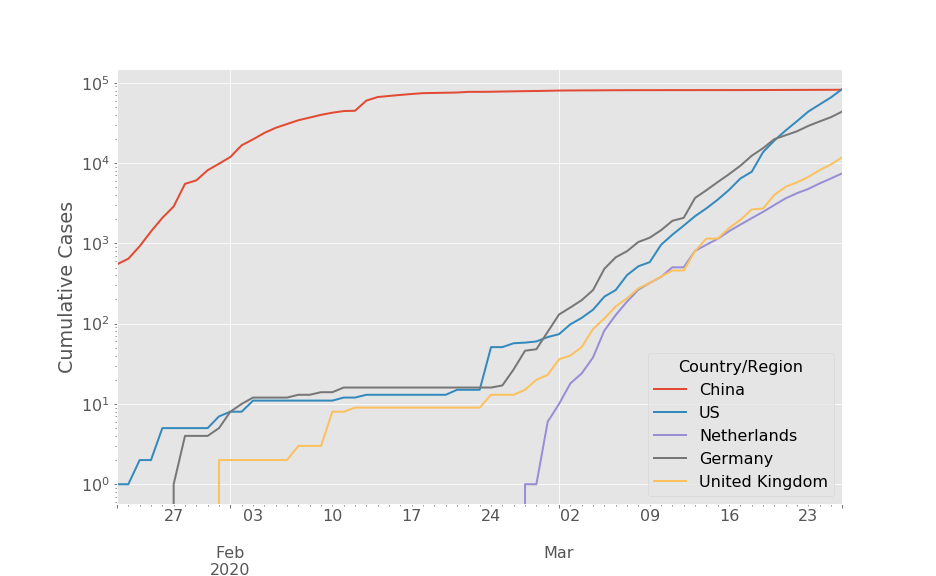 10⁵
10⁴
10³
10²
10¹
10⁰
Cumulative Cases
Country/Region
China
US
Netherlands
Germany
United Kingdom
27 03 10 17 24 02 09 16 23
Feb Mar
2020